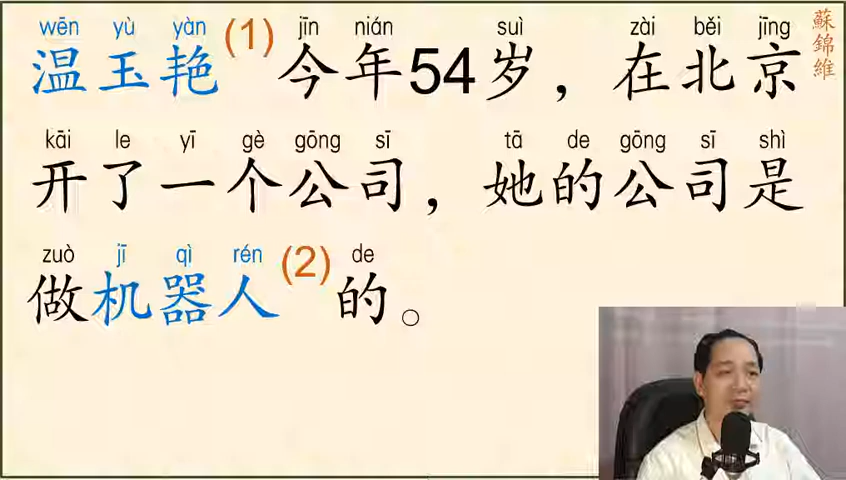 wēn yù yàn jīn nián suì zài běi jīng
温玉艳(1)今年54岁，在北京
kāi le yī gè gōng sī tā de gōng sī shì
开了一个公司，她的公司是
zuò jī qì rén de
做机器人(2)的。
蘇錦維